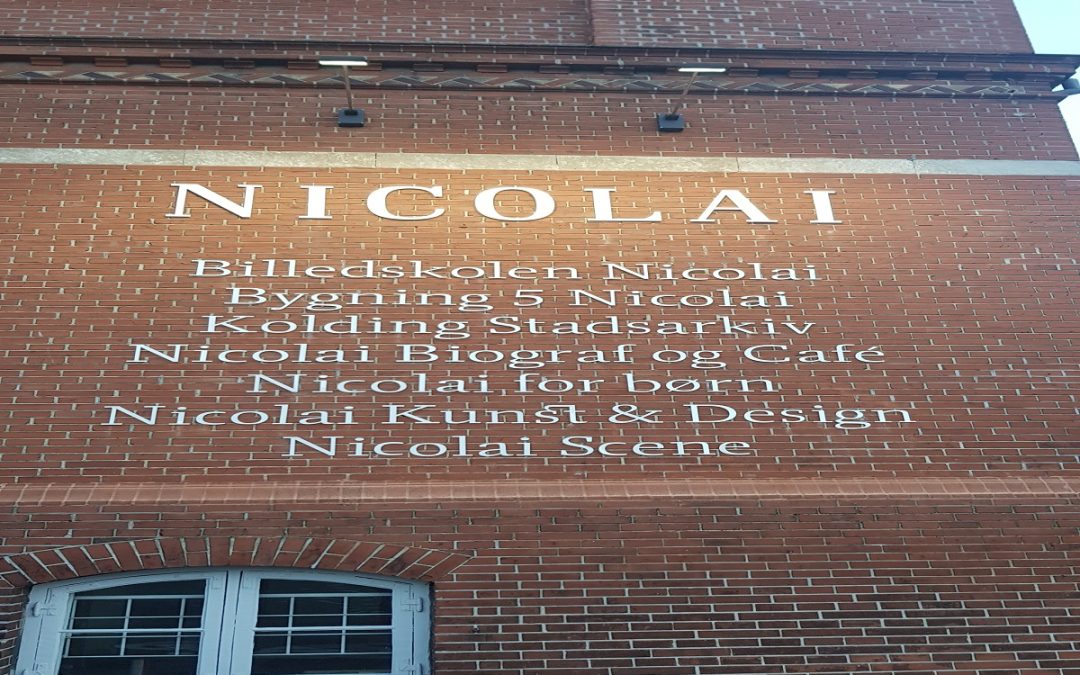 NICOLAI
Billedskolen Nicolai
Bygning 5 Nicolai
Kolding Stadsarkiv
Nicolai Biograf og Café
Nicolai for børn
Nicolai Kunst & Design
Nicolai Scene